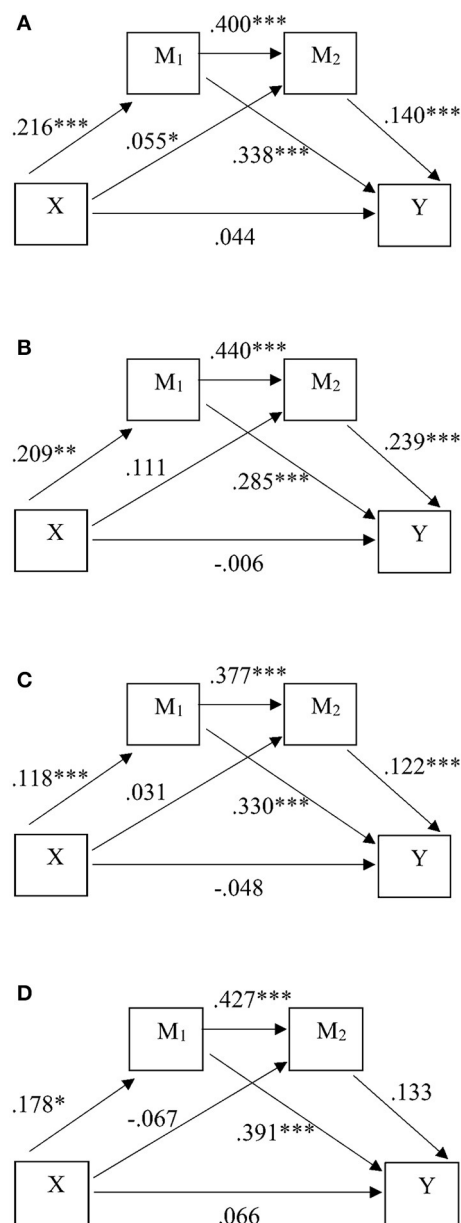 A
.400***
M1 M2
.216*** .055* .338*** .140***
X Y
.044
B
.440***
M1 M2
.209** .111 .285*** .239***
X Y
-.006
C
.377***
M1 M2
.118*** .031 .330*** .122***
X Y
-.048
D
.427***
M1 M2
.178* -.067 .391*** .133
X Y
.066